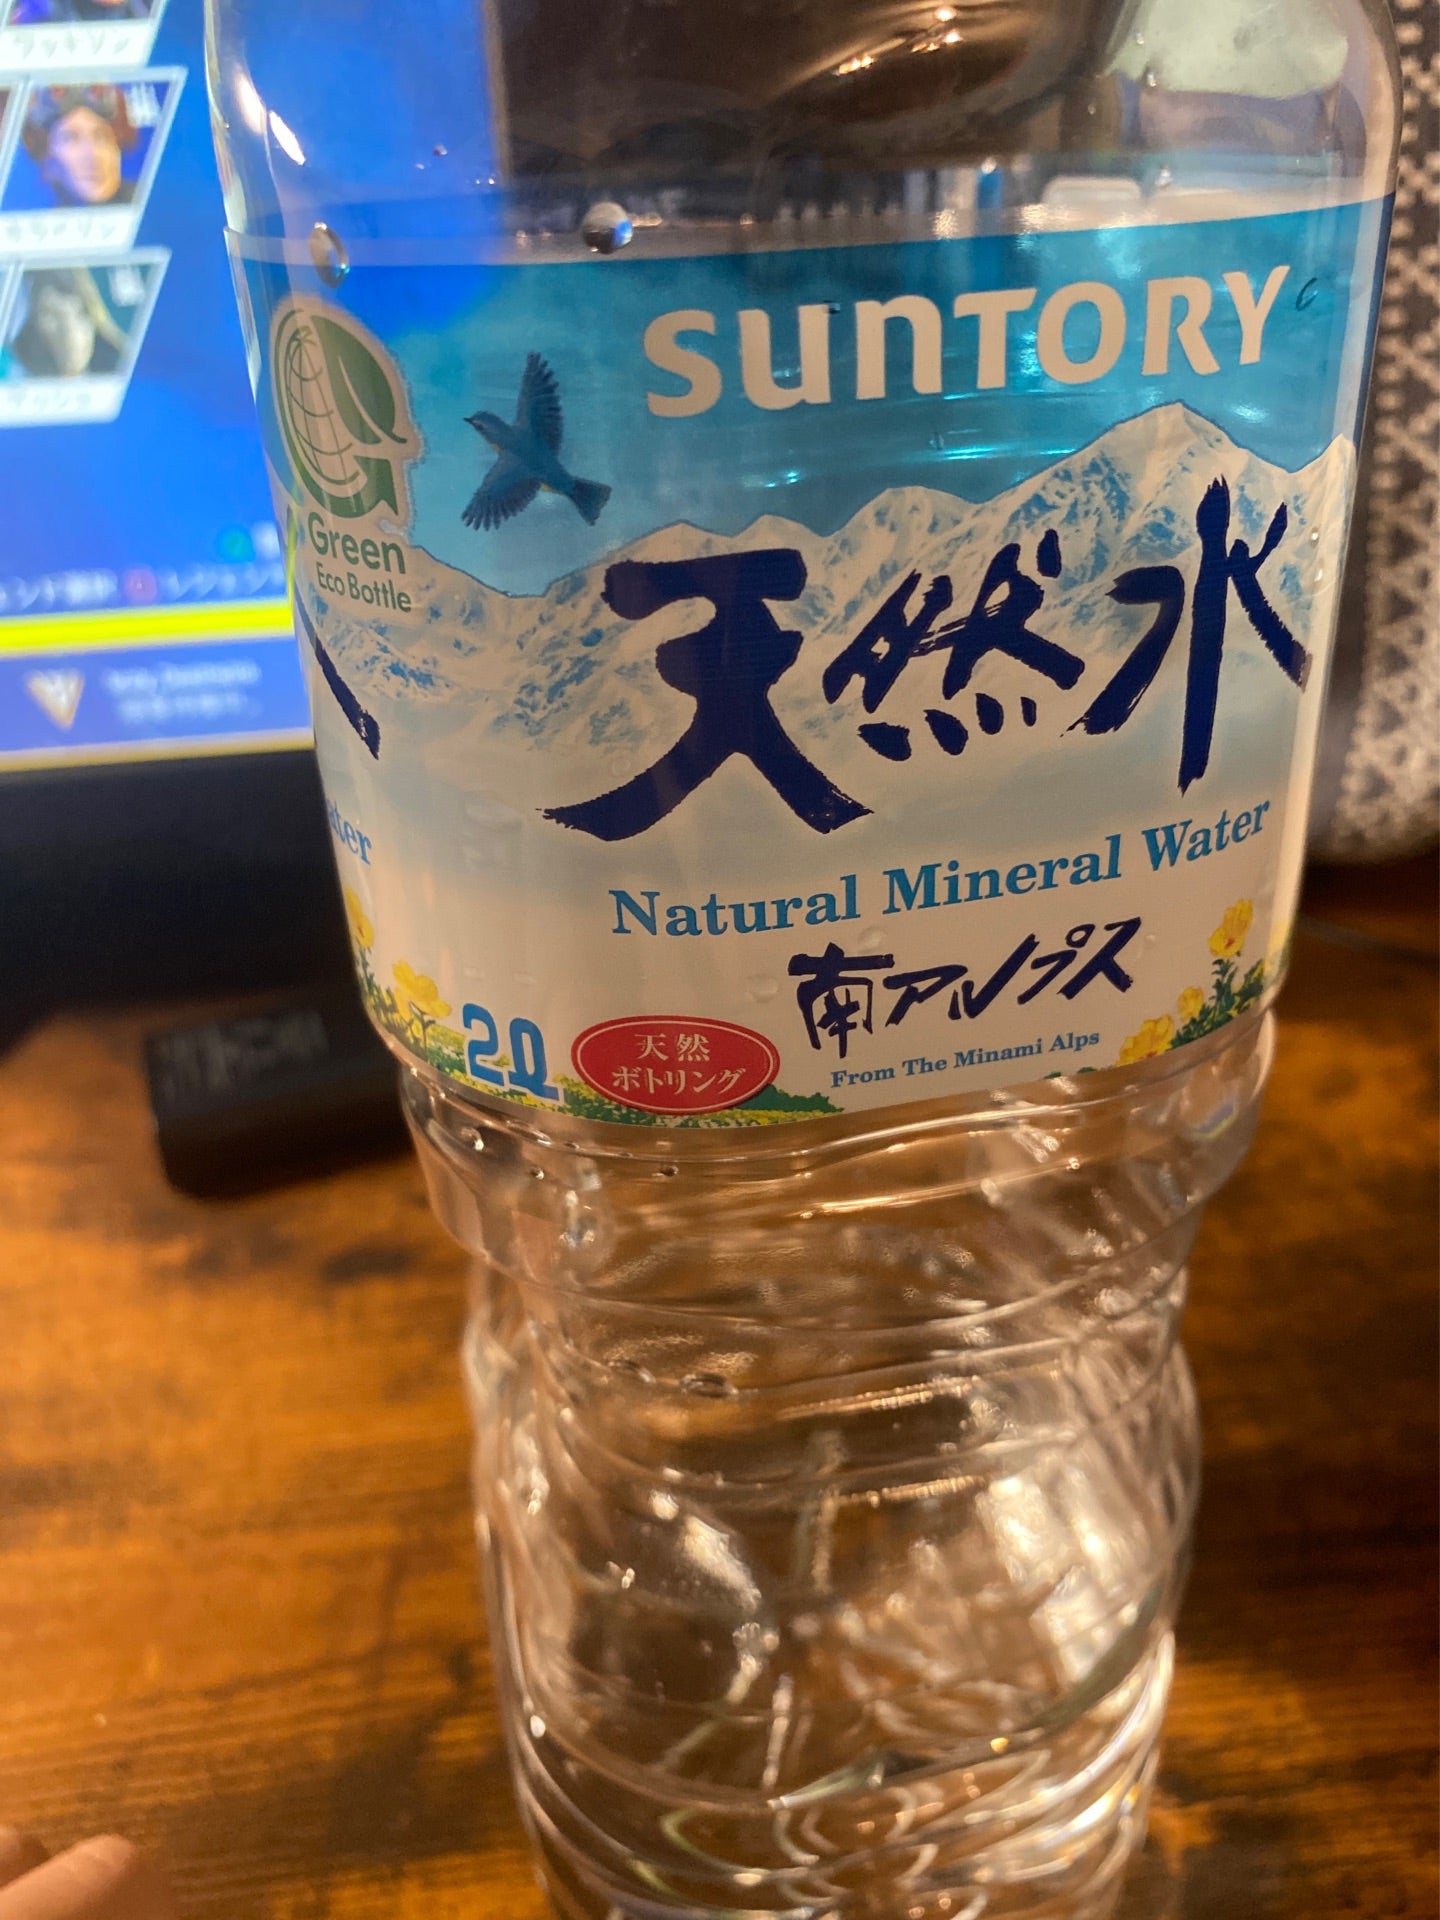 SUNTORY
Green
Eco Bottle
天然水
ater
Natural Mineral Water
南アルプス
From The Minami Alps
2ℓ
天然
ボトリング